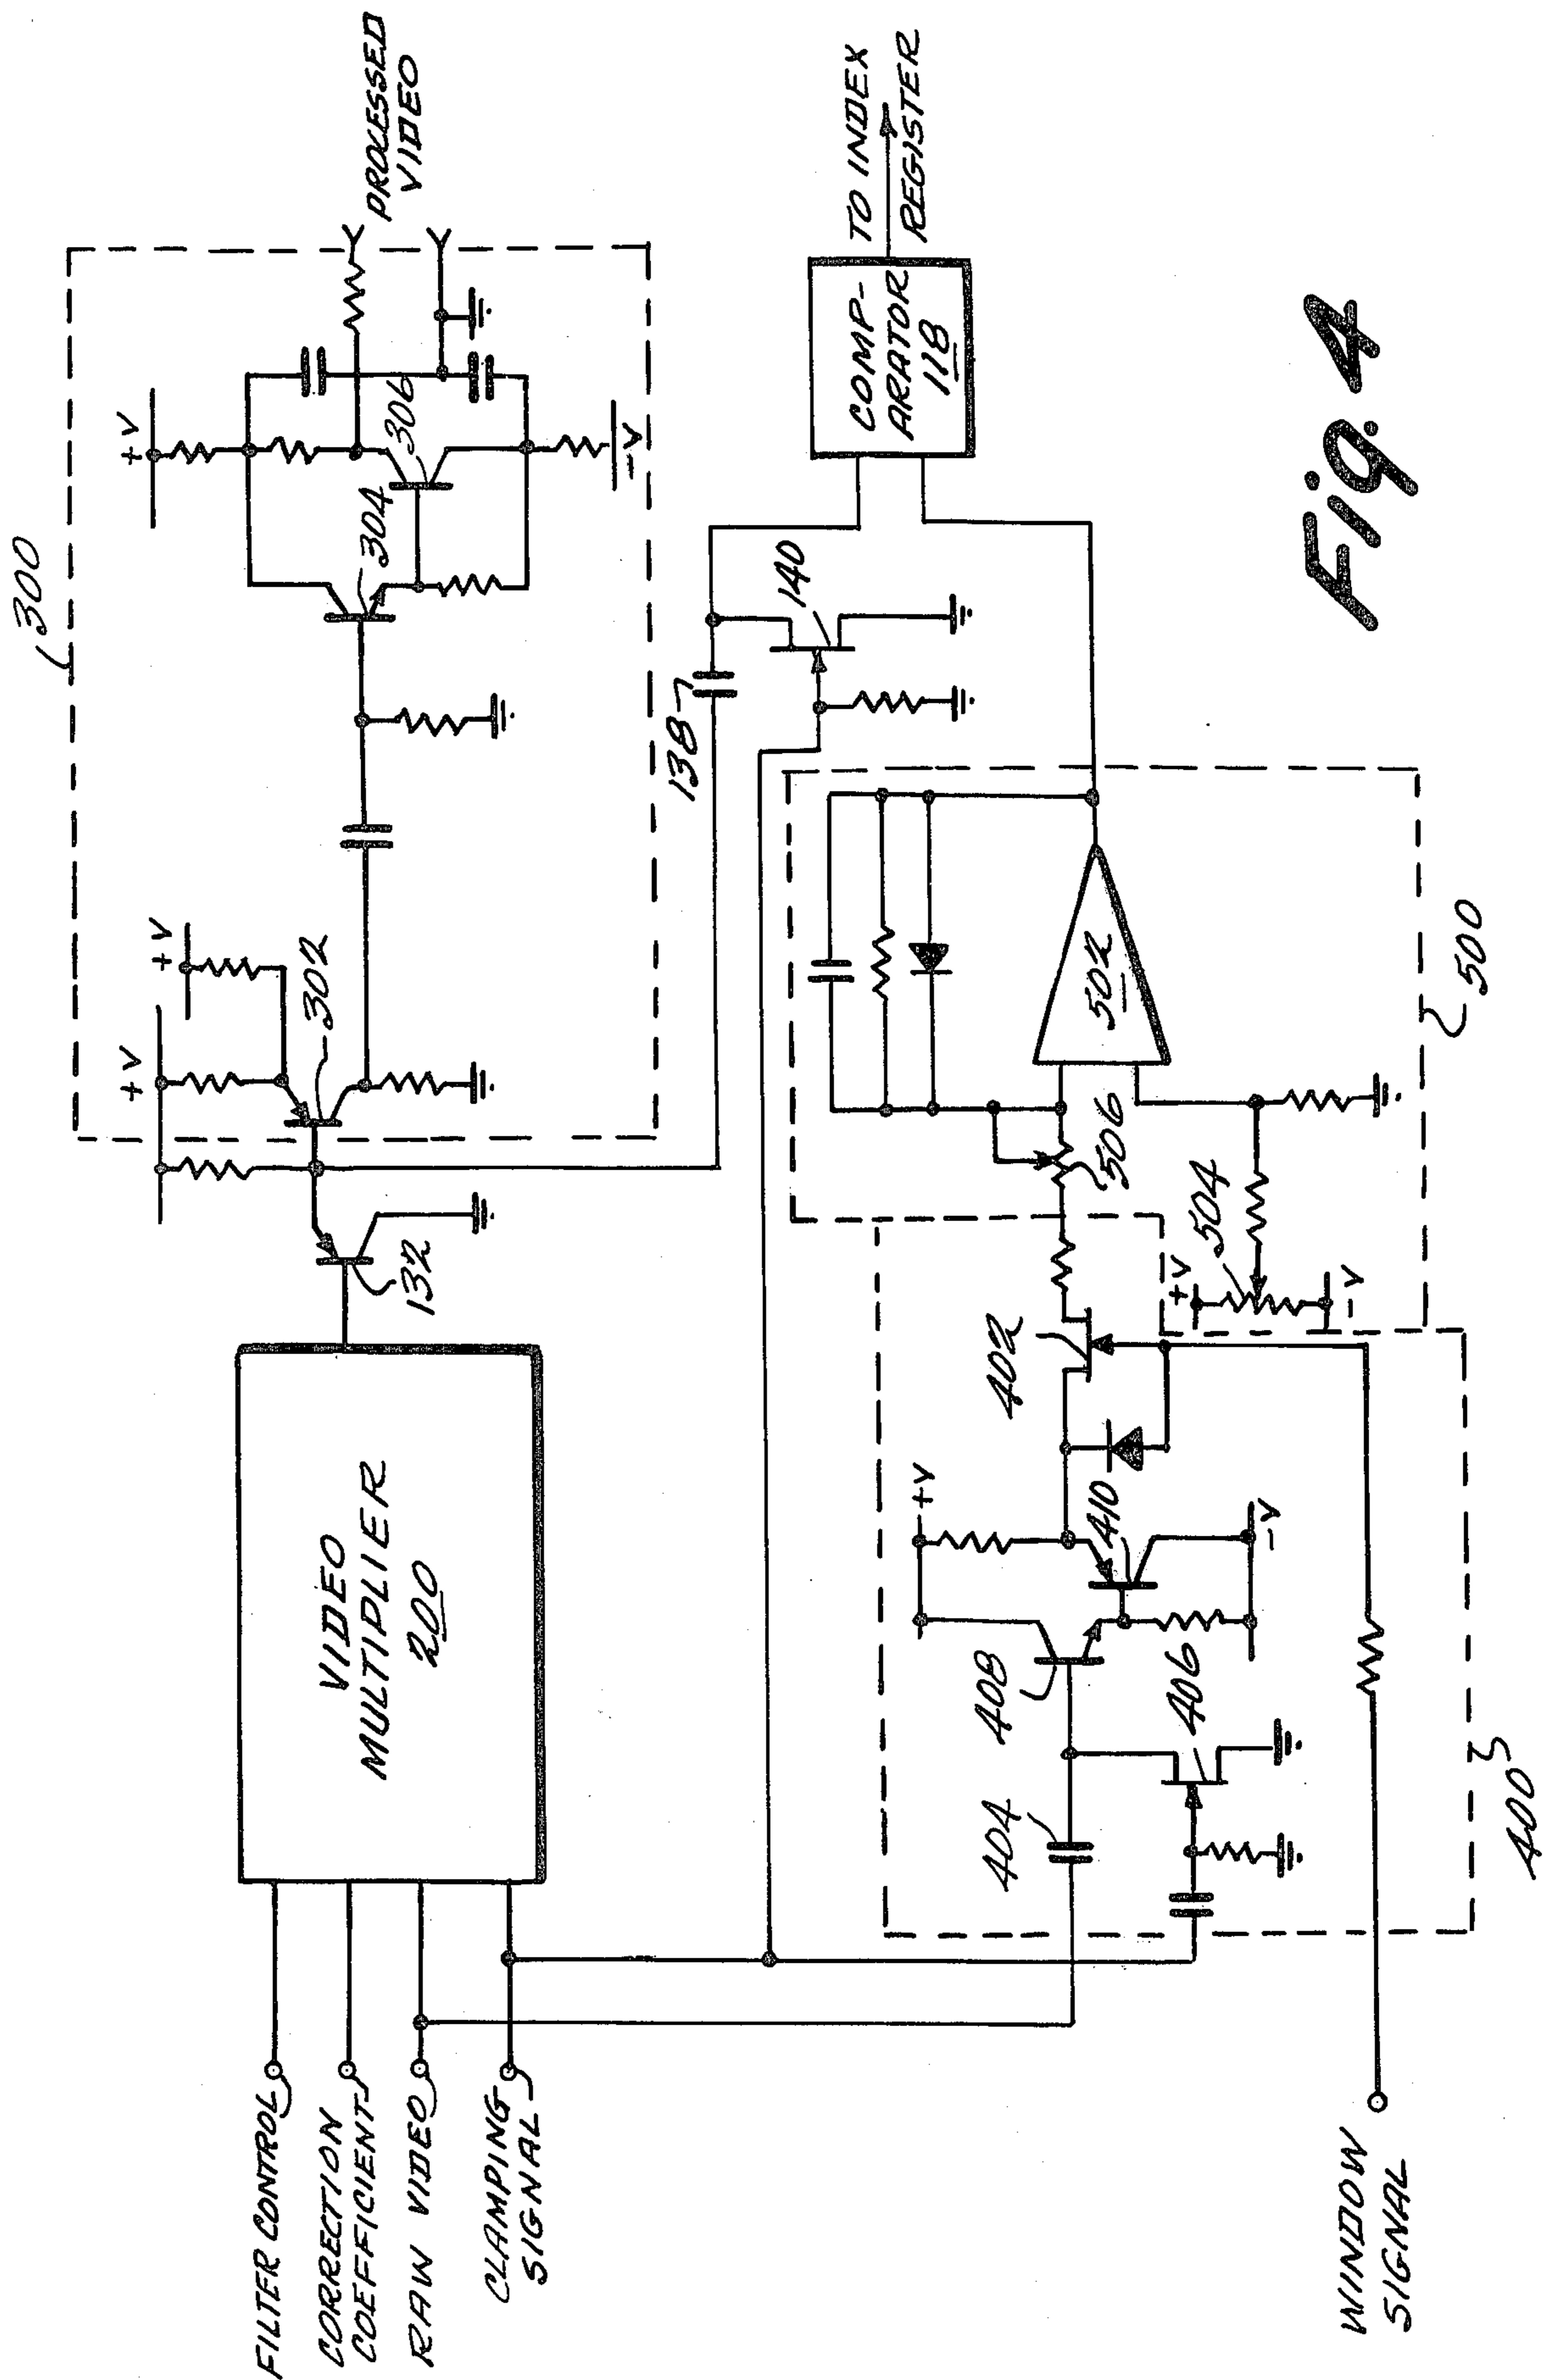 300
+V
+V
+V
PROCESSED
VIDEO
302
304
306
-V
132
VIDEO
MULTIPLIER
200
FILTER CONTROL
CORRECTION
COEFFICIENT
RAW VIDEO
CLAMPING
SIGNAL
138
140
COMP-
ARATOR
118
TO INDEX
REGISTER
502
506
504
+V
-V
500
402
+V
410
-V
408
406
404
400
WINDOW
SIGNAL
Fig. 4